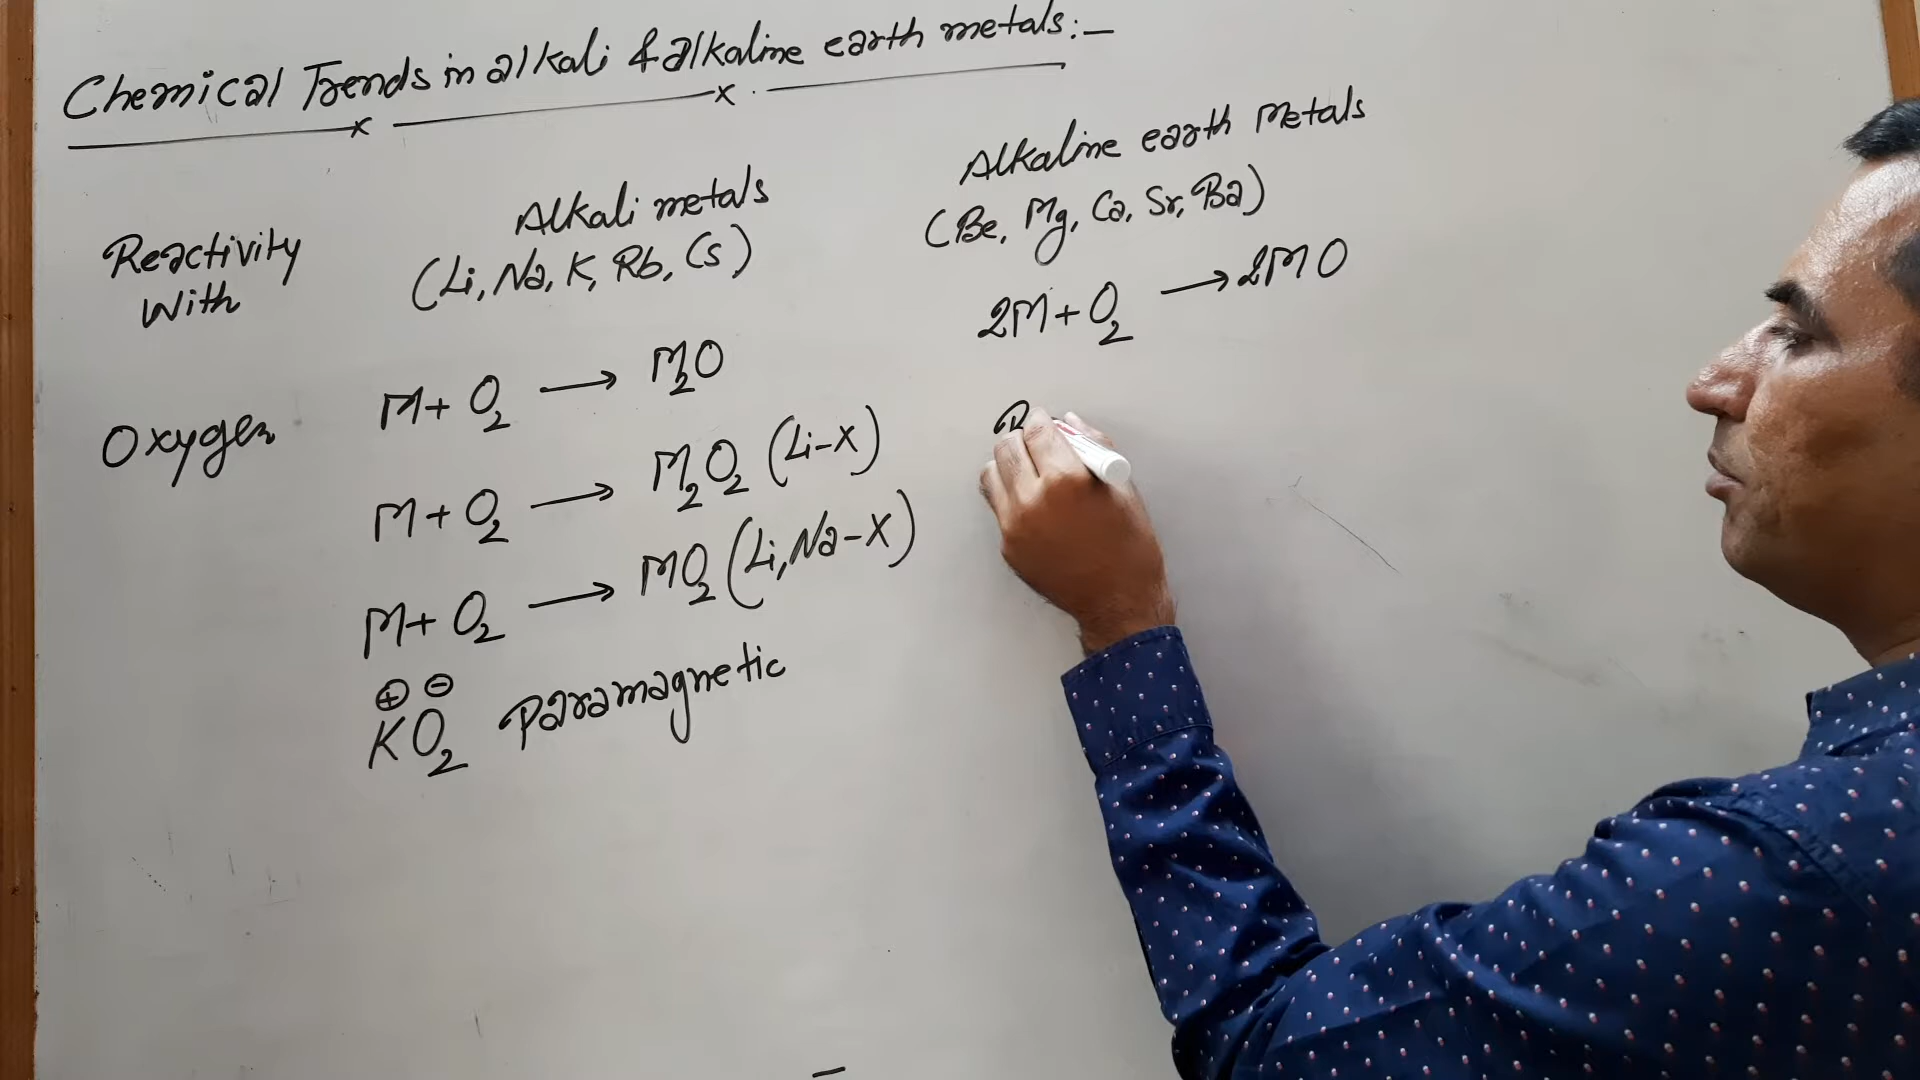 Chemical Trends in alkali & alkaline earth metals:-
Reactivity With
Alkali metals
(Li, Na, K, Rb, Cs)
Alkaline earth Metals
(Be, Mg, Ca, Sr, Ba)
Oxygen
M + O2 → M2O
M + O2 → M2O2 (Li-X)
M + O2 → MO2 (Li, Na-X)
K⊕O2⊖ Paramagnetic
2M + O2 → 2MO